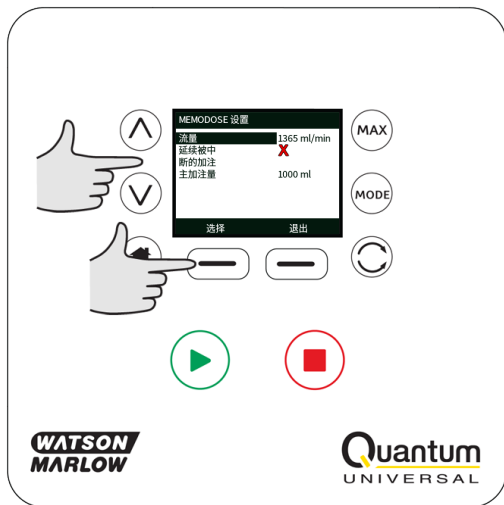 MEMODOSE 设置
流量 1365 ml/min
延续被中
断的加注
主加注量 1000 ml
选择 退出
MAX
MODE
WATSON
MARLOW
Quantum
UNIVERSAL